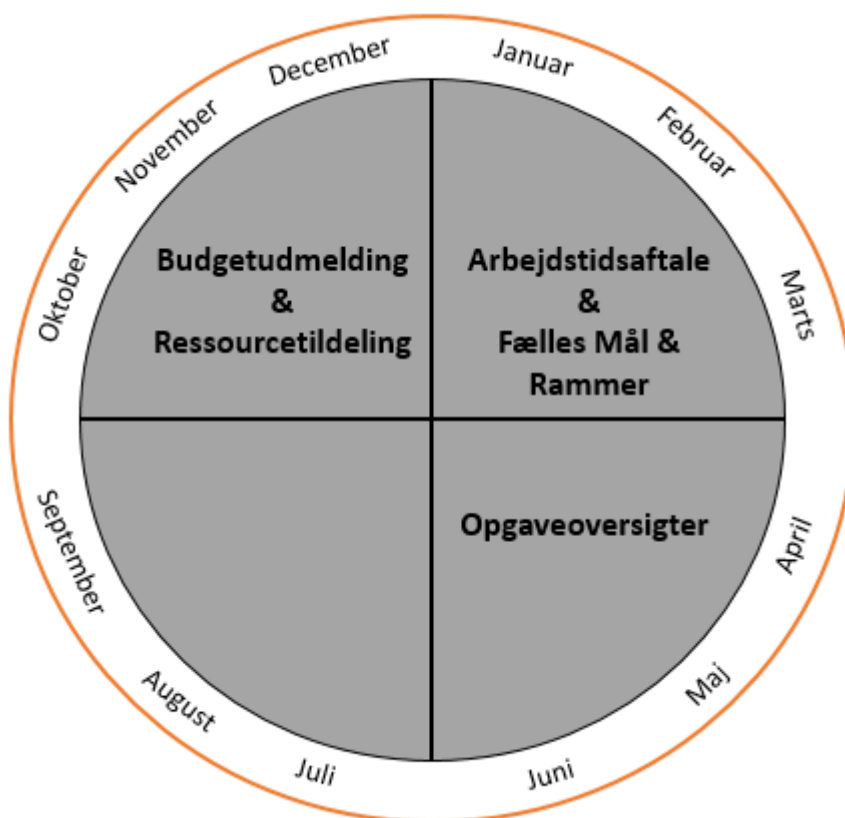 Januar
Februar
Marts
April
Maj
Juni
Juli
August
September
Oktober
November
December
Budgetudmelding
&
Ressourcetildeling
Arbejdstidsaftale
&
Fælles Mål &
Rammer
Opgaveoversigter